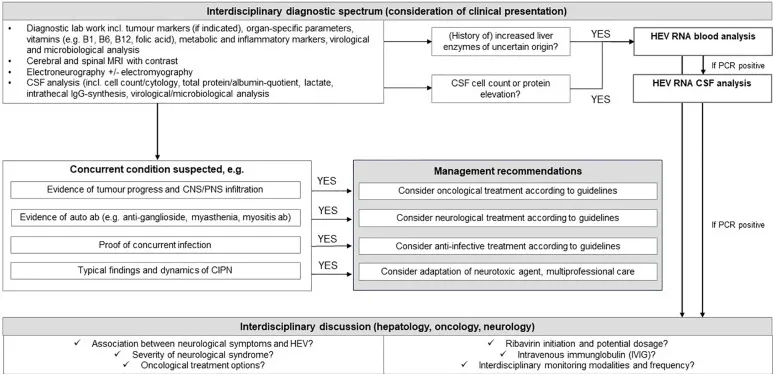 Interdisciplinary diagnostic spectrum (consideration of clinical presentation)
• Diagnostic lab work incl. tumour markers (if indicated), organ-specific parameters,
vitamins (e.g. B1, B6, B12, folic acid), metabolic and inflammatory markers, virological
and microbiological analysis
• Cerebral and spinal MRI with contrast
• Electroneurography +/- electromyography
• CSF analysis (incl. cell count/cytology, total protein/albumin-quotient, lactate,
intrathecal IgG-synthesis, virological/microbiological analysis
(History) of increased liver
enzymes of uncertain origin?
YES
HEV RNA blood analysis
If PCR positive
CSF cell count or protein
elevation?
YES
HEV RNA CSF analysis
Concurrent condition suspected, e.g.
Evidence of tumour progress and CNS/PNS infiltration
Evidence of auto ab (e.g. anti-ganglioside, myasthenia, myositis ab)
Proof of concurrent infection
Typical findings and dynamics of CIPN
YES
YES
YES
YES
Management recommendations
Consider oncological treatment according to guidelines
Consider neurological treatment according to guidelines
Consider anti-infective treatment according to guidelines
Consider adaptation of neurotoxic agent, multiprofessional care
If PCR positive
Interdisciplinary discussion (hepatology, oncology, neurology)
✓ Association between neurological symptoms and HEV?
✓ Severity of neurological syndrome?
✓ Oncological treatment options?
✓ Ribavirin initiation and potential dosage?
✓ Intravenous immunglobulin (IVIG)?
✓ Interdisciplinary monitoring modalities and frequency?